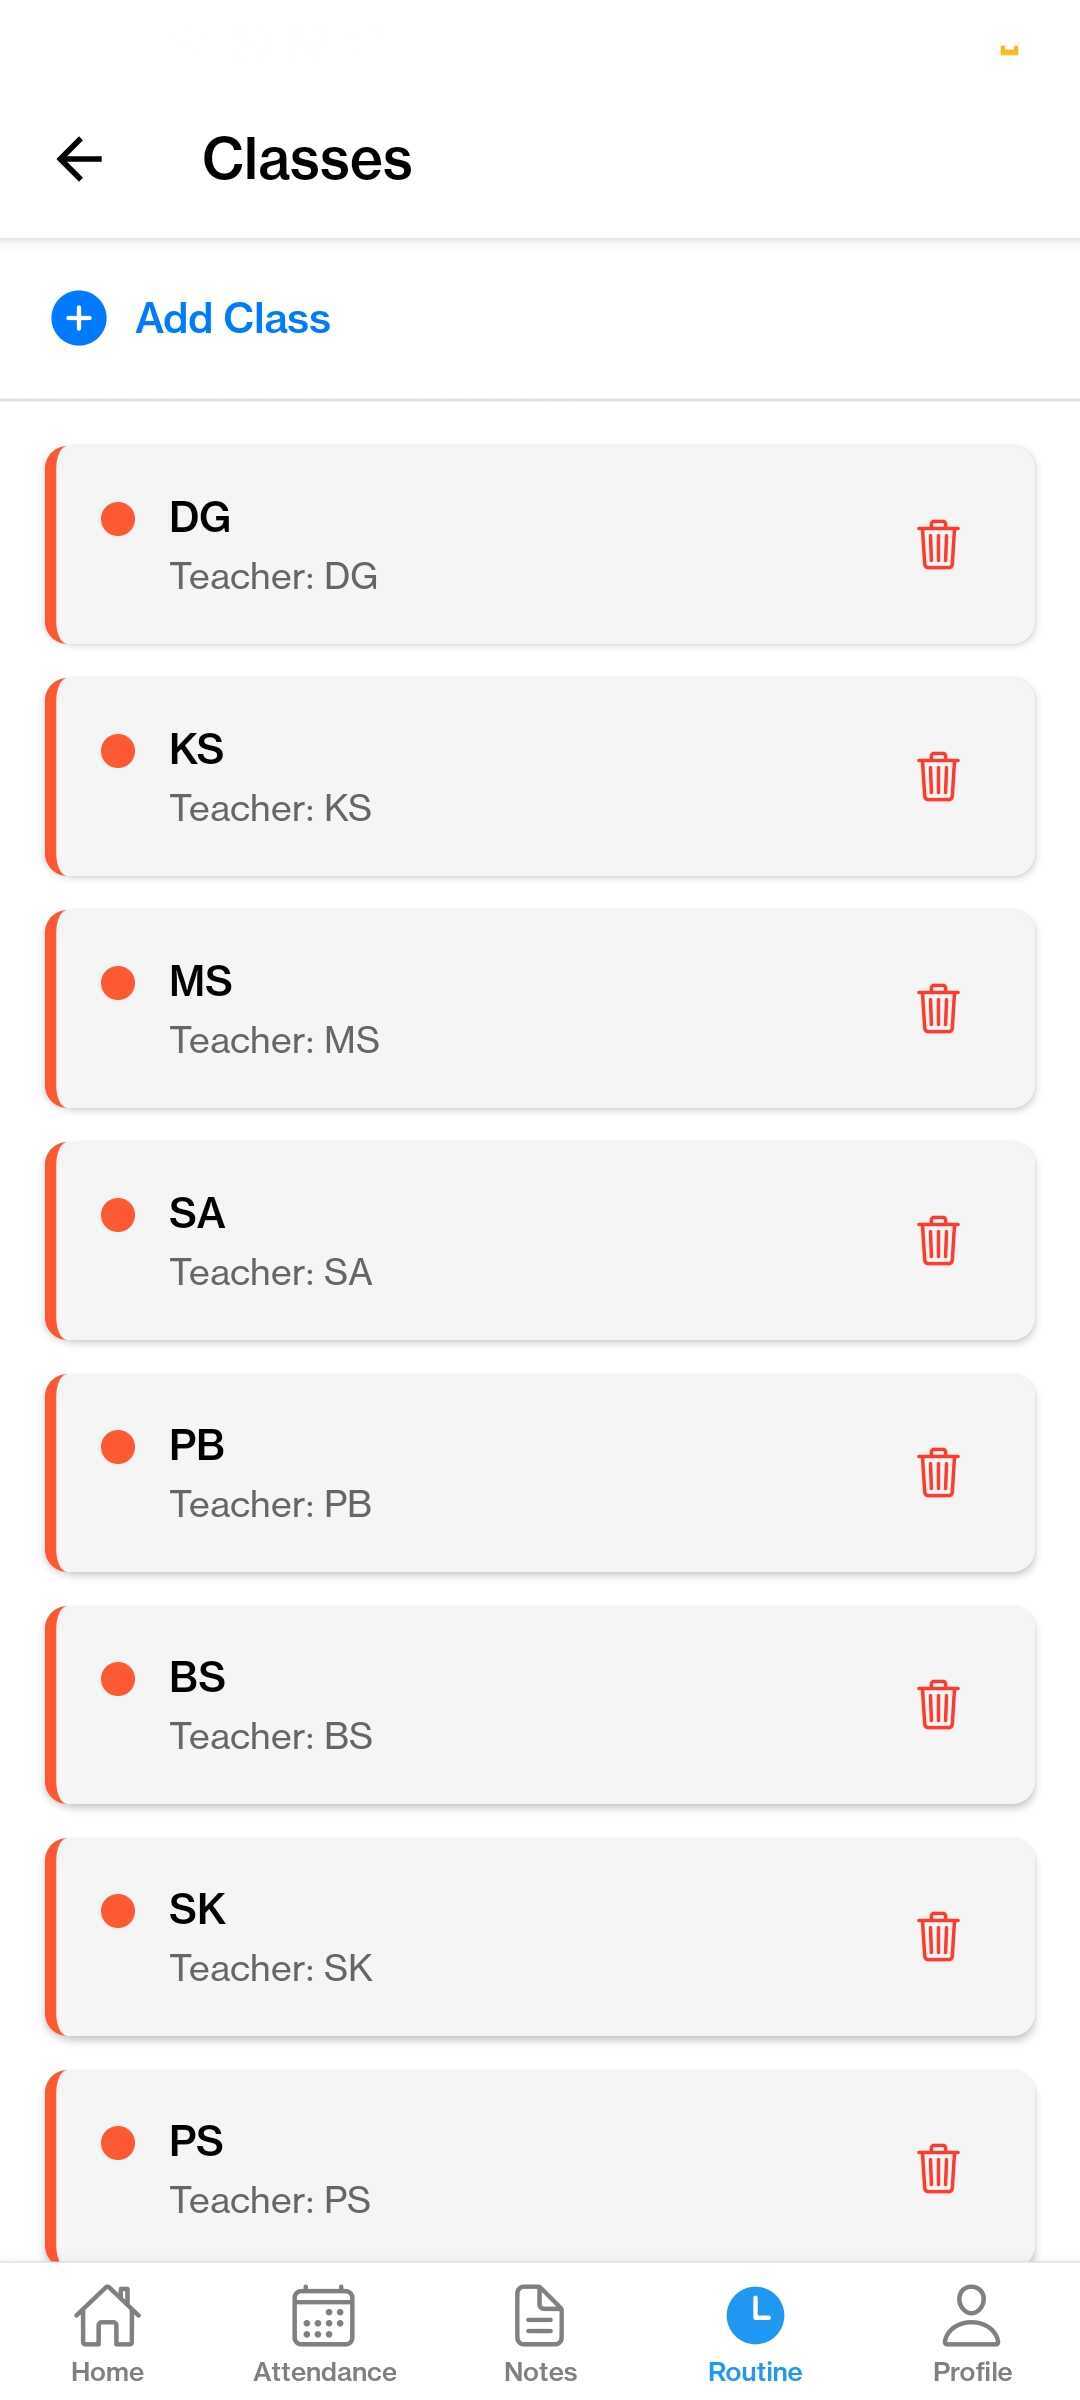 Classes
Add Class
DG
Teacher: DG
KS
Teacher: KS
MS
Teacher: MS
SA
Teacher: SA
PB
Teacher: PB
BS
Teacher: BS
SK
Teacher: SK
PS
Teacher: PS
Home Attendance Notes Routine Profile